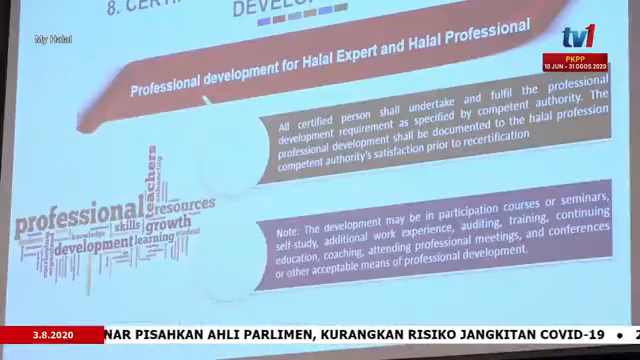 8. CERTIF
DEVELOP
My Halal
tv1
PKPP
10 JUN - 31 OGOS 2020
Professional development for Halal Expert and Halal Professional
All certified person shall undertake and fulfil the professional
development requirement as specified by competent authority. The
professional development shall be documented to the halal profession
competent authority's satisfaction prior to recertification
teachers
enhancing
professional
resources
skills
growth
knowledge
development
learning
student
Note: The development may be in participation courses or seminars,
self-study, additional work experience, auditing, training, continuing
education, coaching, attending professional meetings, and conferences
or other acceptable means of professional development.
3.8.2020
NAR PISAHKAN AHLI PARLIMEN, KURANGKAN RISIKO JANGKITAN COVID-19 • 2